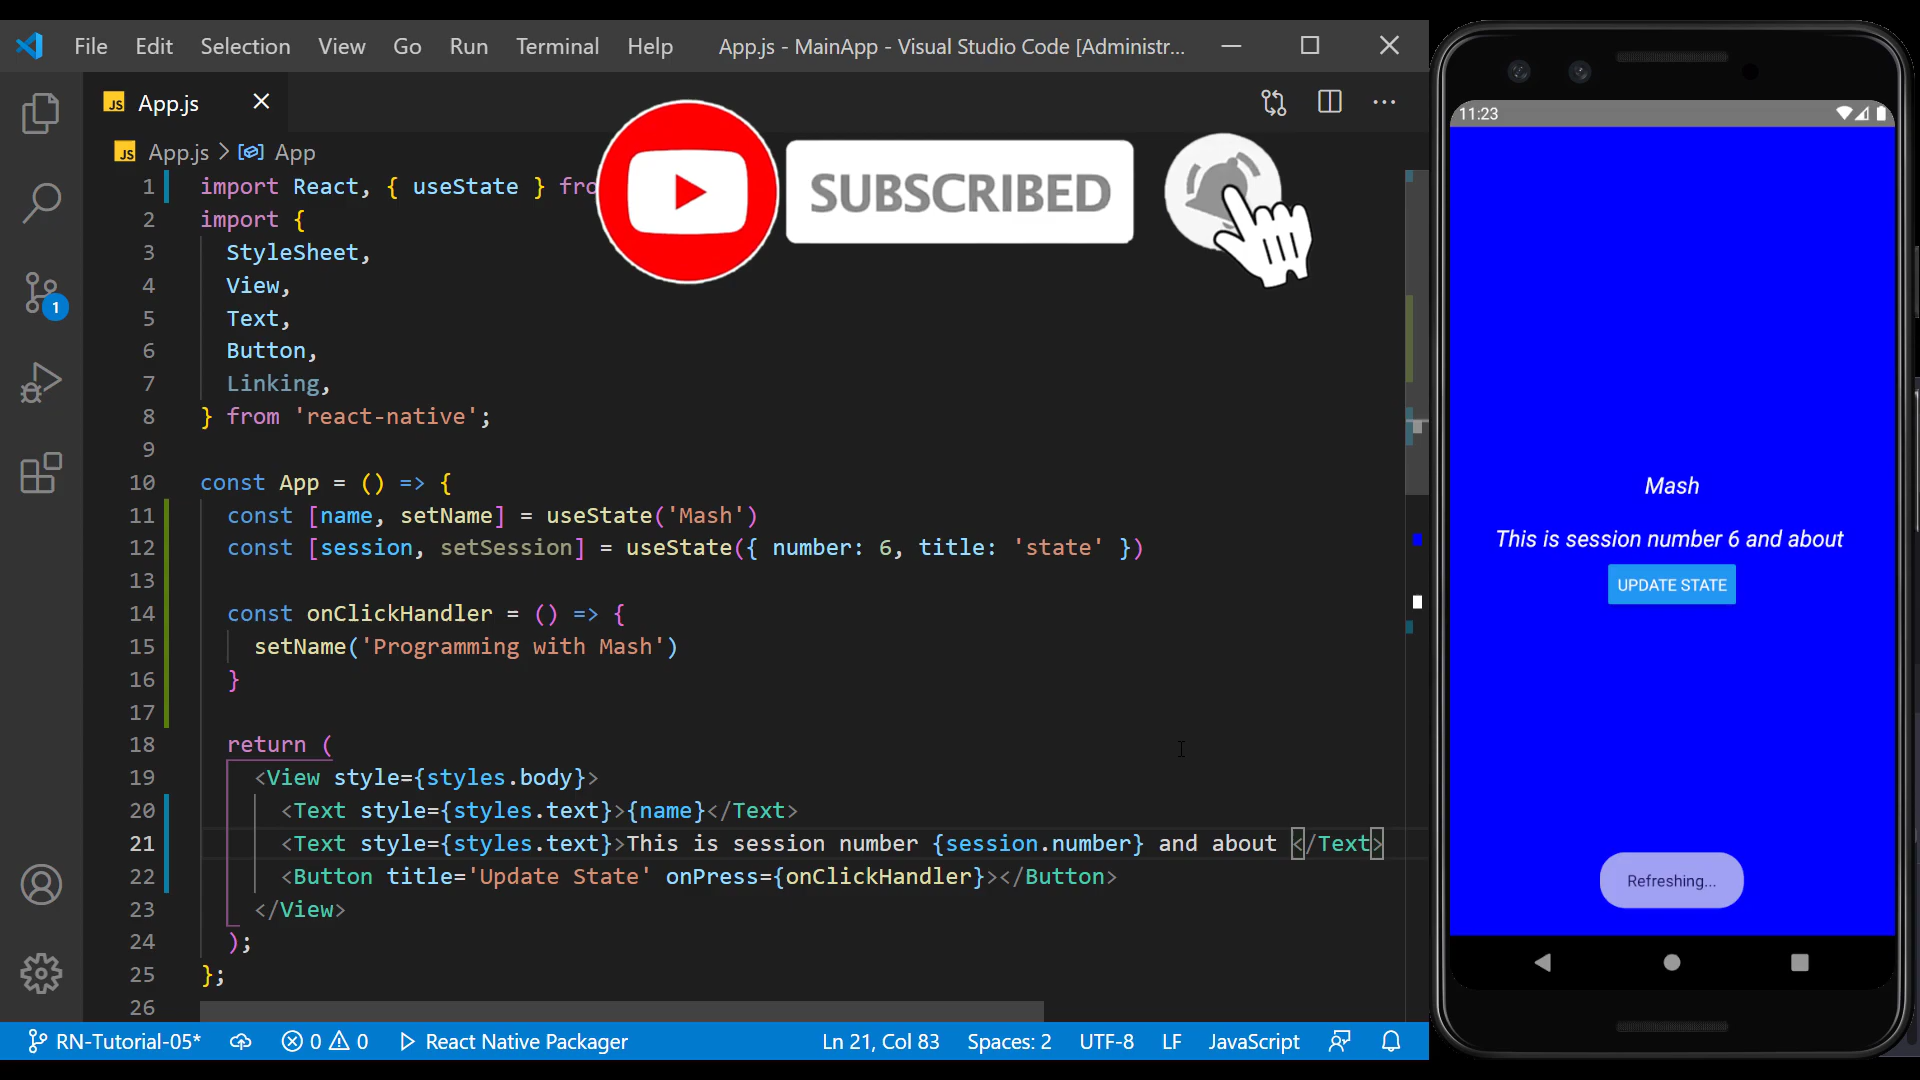 File Edit Selection View Go Run Terminal Help App.js - MainApp - Visual Studio Code [Administr...
JS App.js
JS App.js > App
SUBSCRIBED
1 import React, { useState } fro
2 import {
3 StyleSheet,
4 View,
5 Text,
6 Button,
7 Linking,
8 } from 'react-native';
9
10 const App = () => {
11 const [name, setName] = useState('Mash')
12 const [session, setSession] = useState({ number: 6, title: 'state' })
13
14 const onClickHandler = () => {
15 setName('Programming with Mash')
16 }
17
18 return (
19 <View style={styles.body}>
20 <Text style={styles.text}>{name}</Text>
21 <Text style={styles.text}>This is session number {session.number} and about </Text>
22 <Button title='Update State' onPress={onClickHandler}></Button>
23 </View>
24 );
25 };
26
1
RN-Tutorial-05* 0 0 React Native Packager Ln 21, Col 83 Spaces: 2 UTF-8 LF JavaScript
11:23
Mash
This is session number 6 and about
UPDATE STATE
Refreshing...